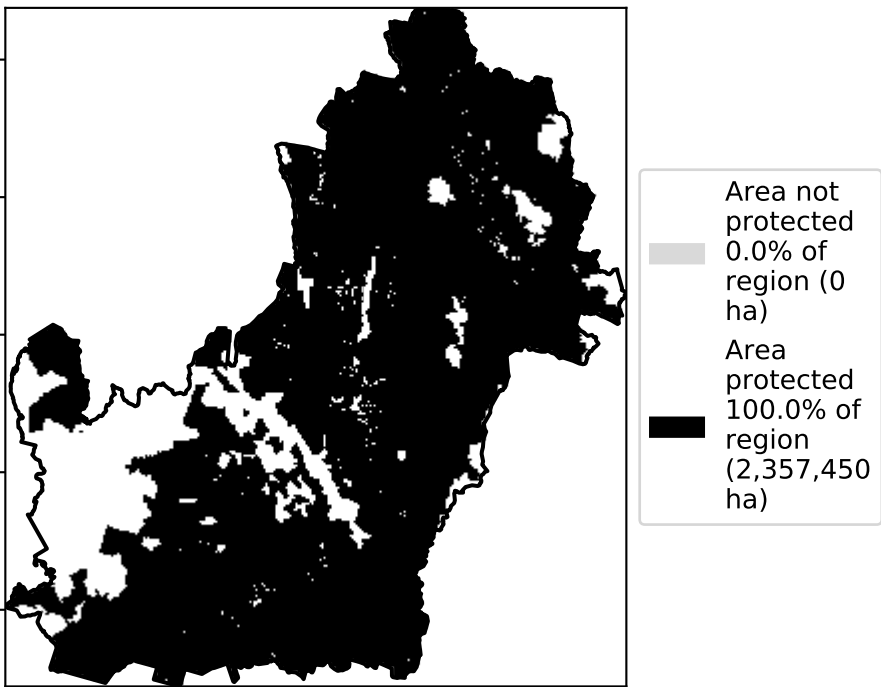 Area not
protected
0.0% of
region (0
ha)
Area
protected
100.0% of
region
(2,357,450
ha)